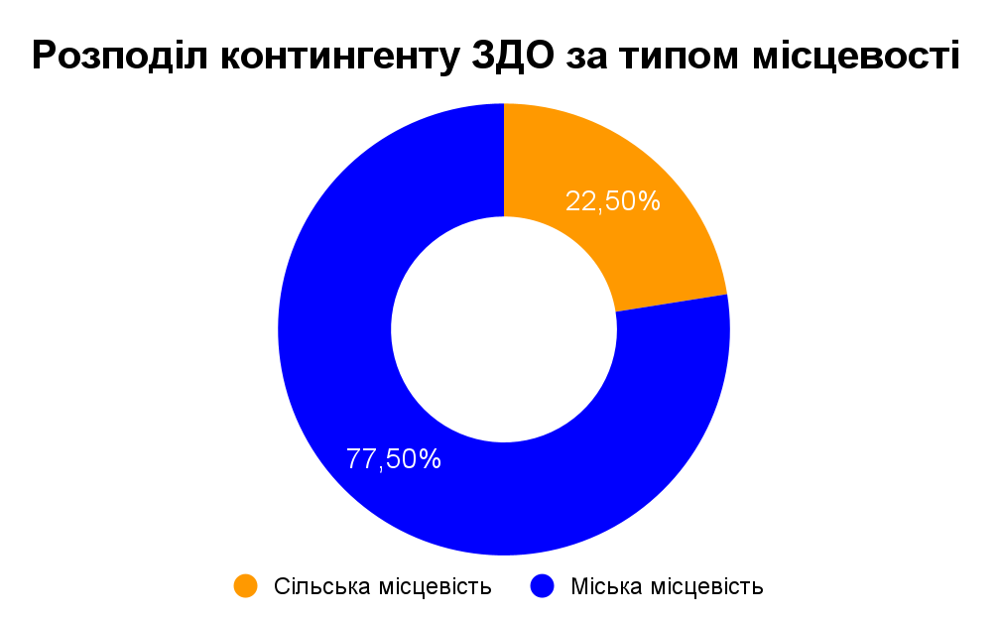 Розподіл контингенту ЗДО за типом місцевості
22,50%
77,50%
Сільська місцевість
Міська місцевість